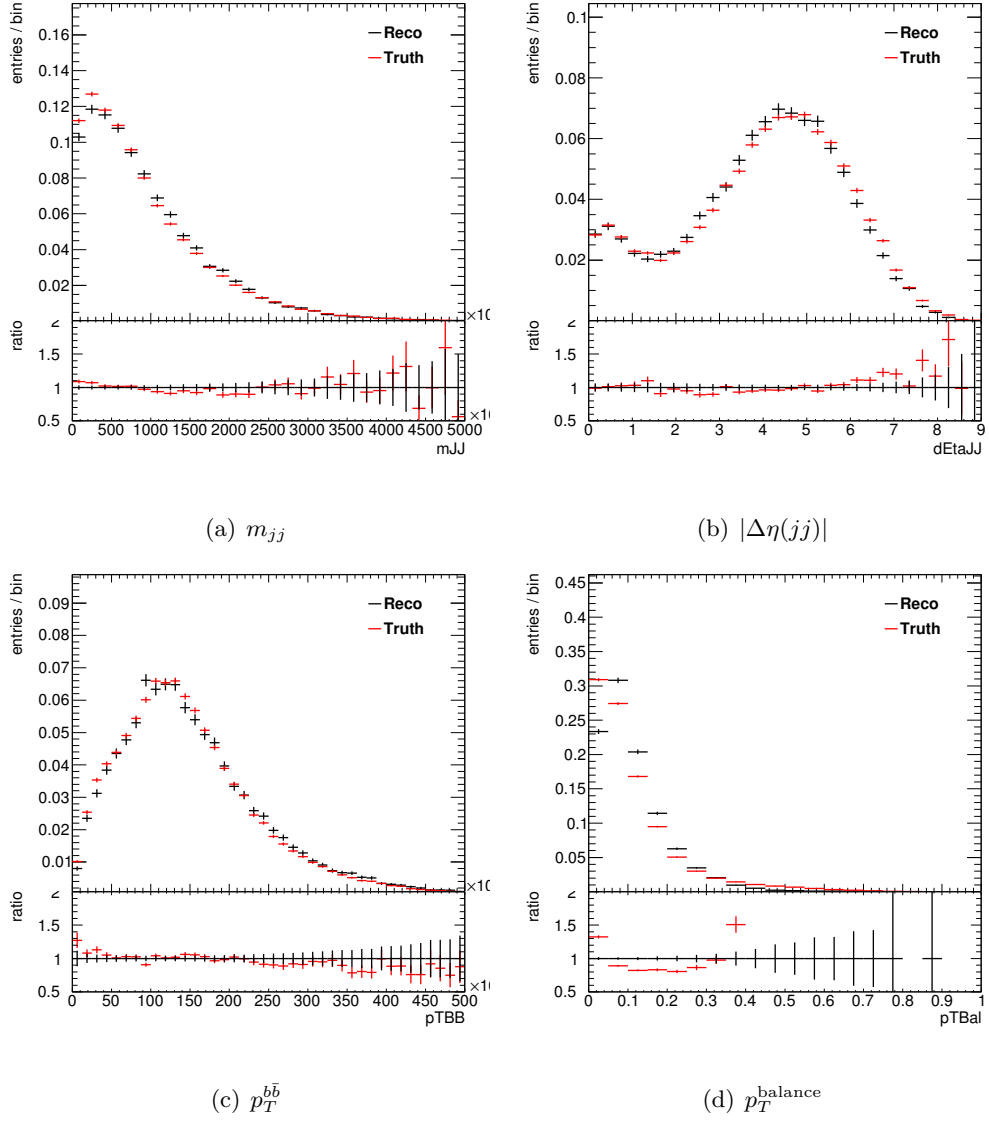 entries / bin
0.16
0.14
0.12
0.1
0.08
0.06
0.04
0.02
Reco
Truth
×10
ratio
2
1.5
1
0.5
0 500 1000 1500 2000 2500 3000 3500 4000 4500 5000
mJJ
(a) m_{jj}
entries / bin
0.1
0.08
0.06
0.04
0.02
Reco
Truth
ratio
2
1.5
1
0.5
0 1 2 3 4 5 6 7 8 9
dEtaJJ
(b) |Δη(jj)|
entries / bin
0.09
0.08
0.07
0.06
0.05
0.04
0.03
0.02
0.01
Reco
Truth
ratio
2
1.5
1
0.5
0 50 100 150 200 250 300 350 400 450 500
pTBB
(c) p_T^{b\bar{b}}
entries / bin
0.45
0.4
0.35
0.3
0.25
0.2
0.15
0.1
0.05
Reco
Truth
ratio
2
1.5
1
0.5
0 0.1 0.2 0.3 0.4 0.5 0.6 0.7 0.8 0.9 1
pTBal
(d) p_T^{balance}